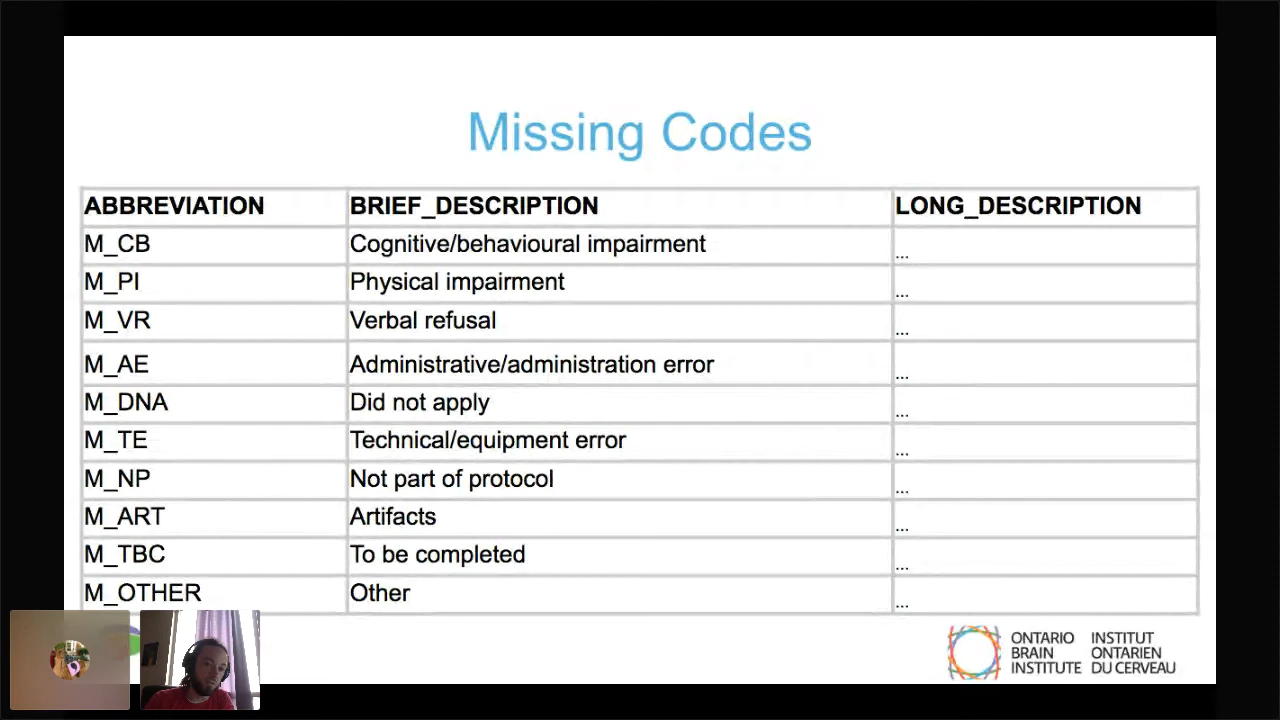 Missing Codes
ABBREVIATION BRIEF_DESCRIPTION LONG_DESCRIPTION
M_CB Cognitive/behavioural impairment ...
M_PI Physical impairment ...
M_VR Verbal refusal ...
M_AE Administrative/administration error ...
M_DNA Did not apply ...
M_TE Technical/equipment error ...
M_NP Not part of protocol ...
M_ART Artifacts ...
M_TBC To be completed ...
M_OTHER Other ...
ONTARIO INSTITUT
BRAIN ONTARIEN
INSTITUTE DU CERVEAU